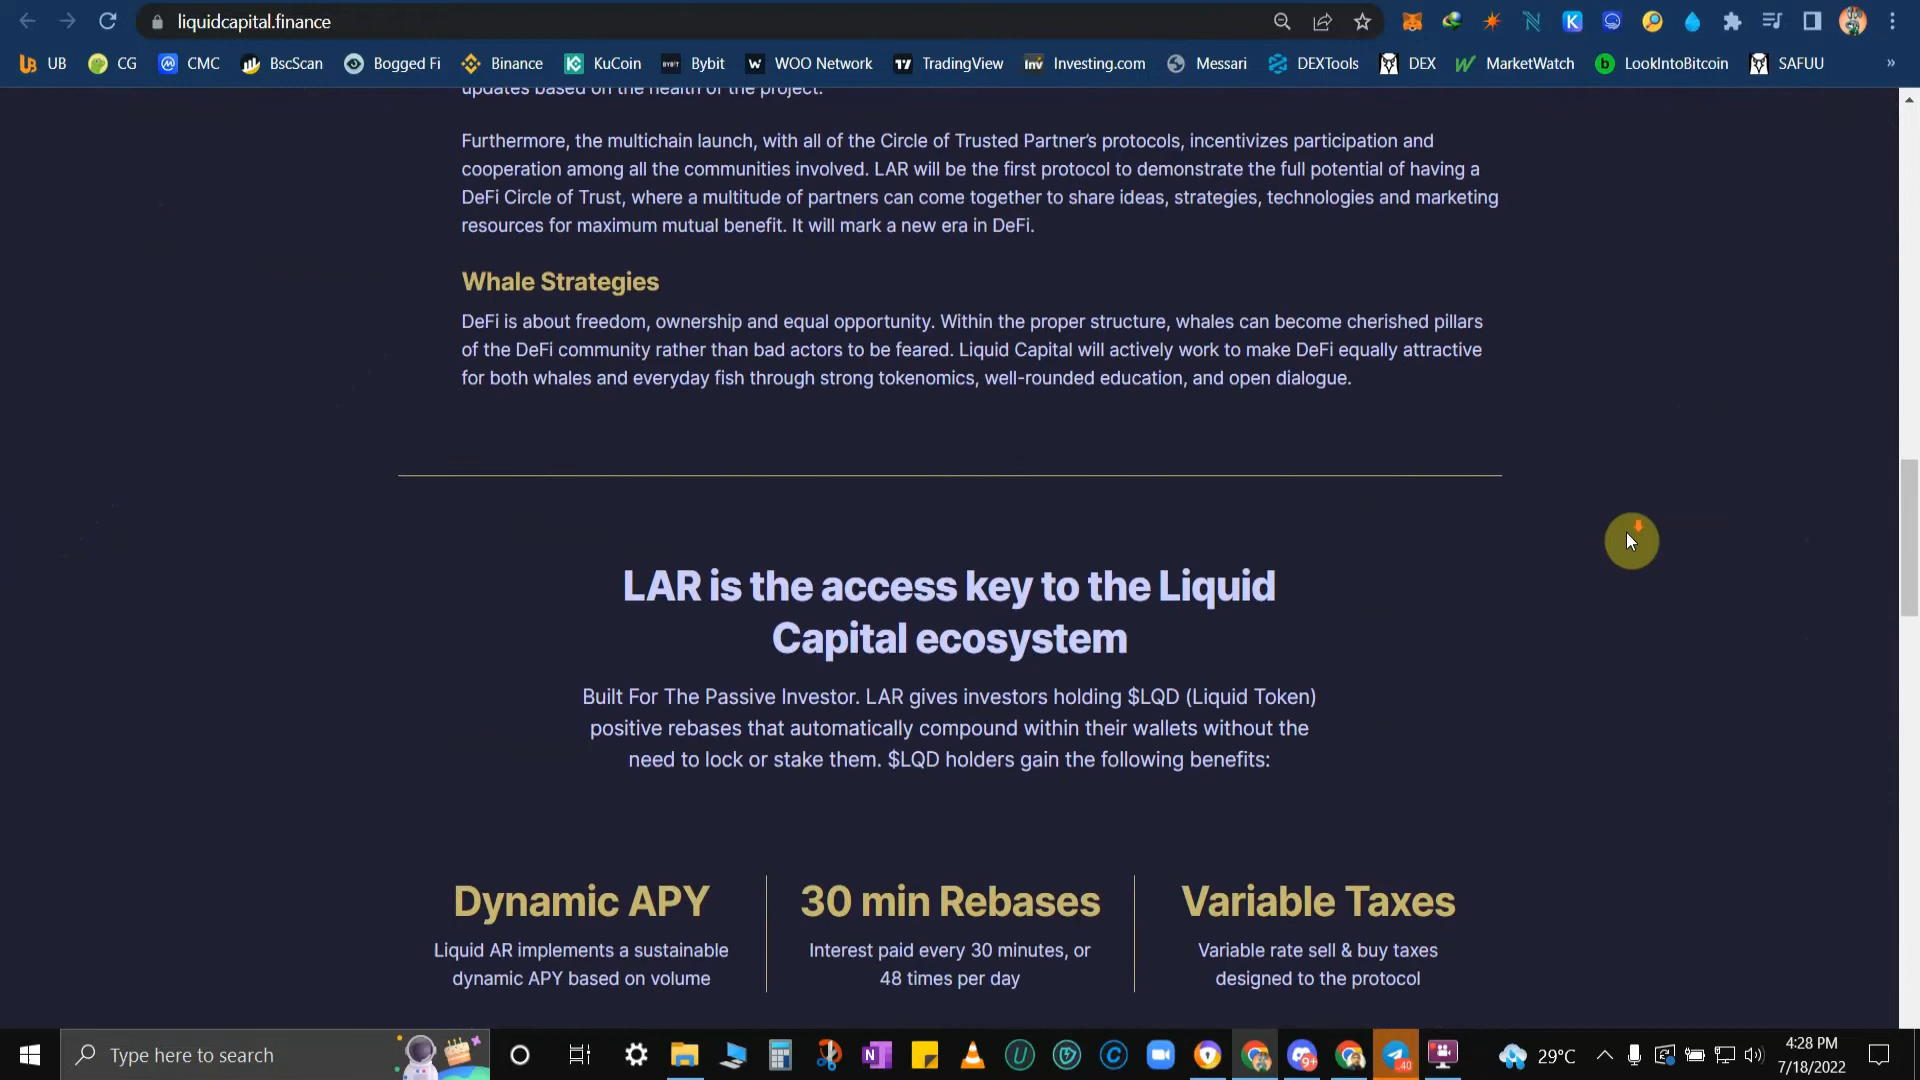 liquidcapital.finance
UB CG CMC BscScan Bogged Fi Binance KuCoin Bybit WOO Network TradingView Investing.com Messari DEXTools DEX MarketWatch LookIntoBitcoin SAFUU »
updates based on the health of the project.
Furthermore, the multichain launch, with all of the Circle of Trusted Partner's protocols, incentivizes participation and
cooperation among all the communities involved. LAR will be the first protocol to demonstrate the full potential of having a
DeFi Circle of Trust, where a multitude of partners can come together to share ideas, strategies, technologies and marketing
resources for maximum mutual benefit. It will mark a new era in DeFi.
Whale Strategies
DeFi is about freedom, ownership and equal opportunity. Within the proper structure, whales can become cherished pillars
of the DeFi community rather than bad actors to be feared. Liquid Capital will actively work to make DeFi equally attractive
for both whales and everyday fish through strong tokenomics, well-rounded education, and open dialogue.
LAR is the access key to the Liquid
Capital ecosystem
Built For The Passive Investor. LAR gives investors holding $LQD (Liquid Token)
positive rebases that automatically compound within their wallets without the
need to lock or stake them. $LQD holders gain the following benefits:
Dynamic APY
Liquid AR implements a sustainable
dynamic APY based on volume
30 min Rebases
Interest paid every 30 minutes, or
48 times per day
Variable Taxes
Variable rate sell & buy taxes
designed to the protocol
Type here to search
29°C
4:28 PM
7/18/2022